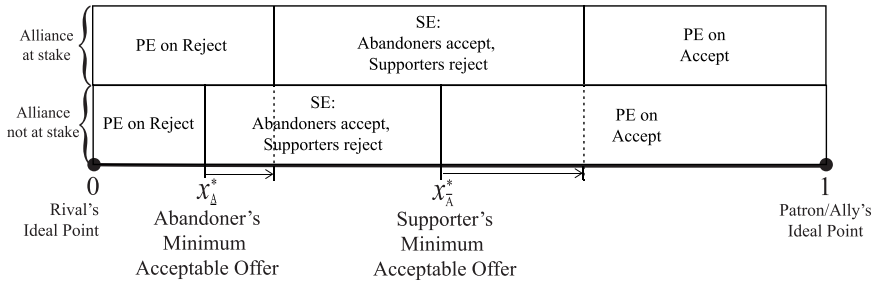 Alliance
at stake
PE on Reject
SE:
Abandoners accept,
Supporters reject
PE on
Accept
Alliance
not at stake
PE on Reject
SE:
Abandoners accept,
Supporters reject
PE on
Accept
0
Rival's
Ideal Point
x*A
Abandoner's
Minimum
Acceptable Offer
x*A
Supporter's
Minimum
Acceptable Offer
1
Patron/Ally's
Ideal Point